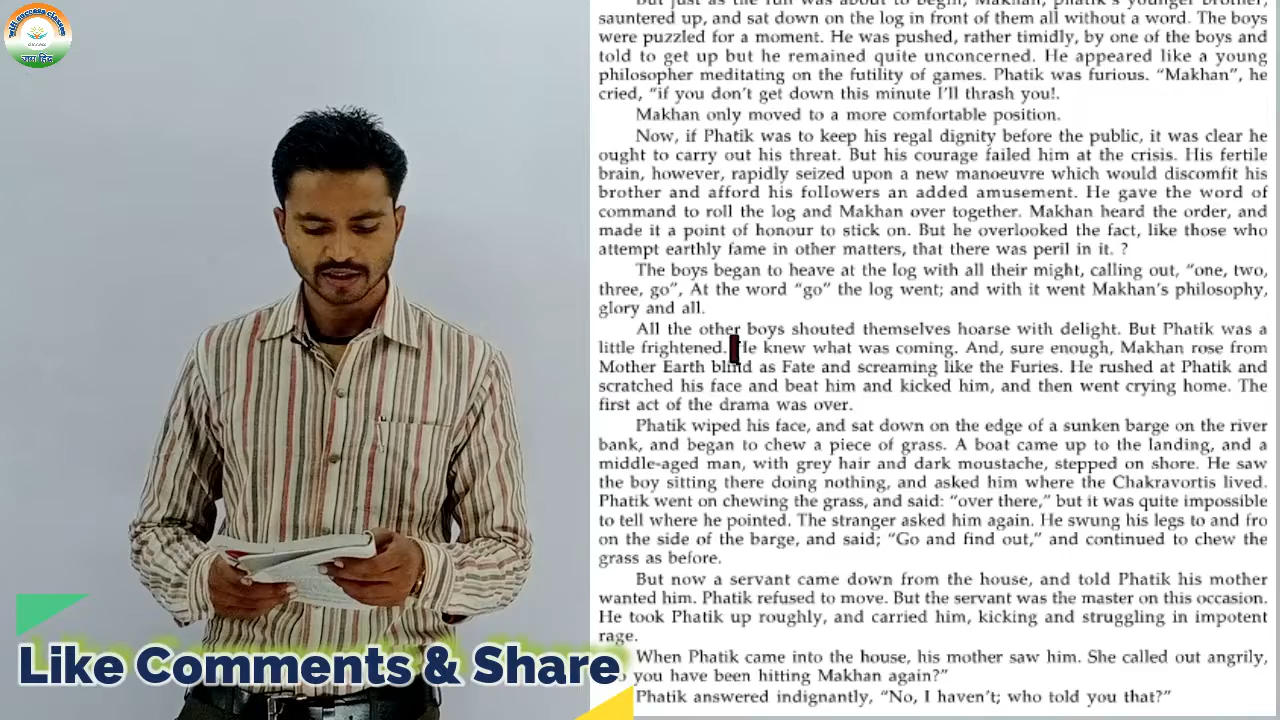 will success classes
success
जय हिन्द
But just as the fun was about to begin, Makhan, phatik's younger brother,
sauntered up, and sat down on the log in front of them all without a word. The boys
were puzzled for a moment. He was pushed, rather timidly, by one of the boys and
told to get up but he remained quite unconcerned. He appeared like a young
philosopher meditating on the futility of games. Phatik was furious. “Makhan”, he
cried, “if you don’t get down this minute I’ll thrash you!.
Makhan only moved to a more comfortable position.
Now, if Phatik was to keep his regal dignity before the public, it was clear he
ought to carry out his threat. But his courage failed him at the crisis. His fertile
brain, however, rapidly seized upon a new manoeuvre which would discomfit his
brother and afford his followers an added amusement. He gave the word of
command to roll the log and Makhan over together. Makhan heard the order, and
made it a point of honour to stick on. But he overlooked the fact, like those who
attempt earthly fame in other matters, that there was peril in it. ?
The boys began to heave at the log with all their might, calling out, “one, two,
three, go”, At the word “go” the log went; and with it went Makhan’s philosophy,
glory and all.
All the other boys shouted themselves hoarse with delight. But Phatik was a
little frightened. He knew what was coming. And, sure enough, Makhan rose from
Mother Earth blind as Fate and screaming like the Furies. He rushed at Phatik and
scratched his face and beat him and kicked him, and then went crying home. The
first act of the drama was over.
Phatik wiped his face, and sat down on the edge of a sunken barge on the river
bank, and began to chew a piece of grass. A boat came up to the landing, and a
middle-aged man, with grey hair and dark moustache, stepped on shore. He saw
the boy sitting there doing nothing, and asked him where the Chakravortis lived.
Phatik went on chewing the grass, and said: “over there,” but it was quite impossible
to tell where he pointed. The stranger asked him again. He swung his legs to and fro
on the side of the barge, and said; “Go and find out,” and continued to chew the
grass as before.
But now a servant came down from the house, and told Phatik his mother
wanted him. Phatik refused to move. But the servant was the master on this occasion.
He took Phatik up roughly, and carried him, kicking and struggling in impotent
rage.
When Phatik came into the house, his mother saw him. She called out angrily,
you have been hitting Makhan again?”
Phatik answered indignantly, “No, I haven’t; who told you that?”
Like Comments & Share